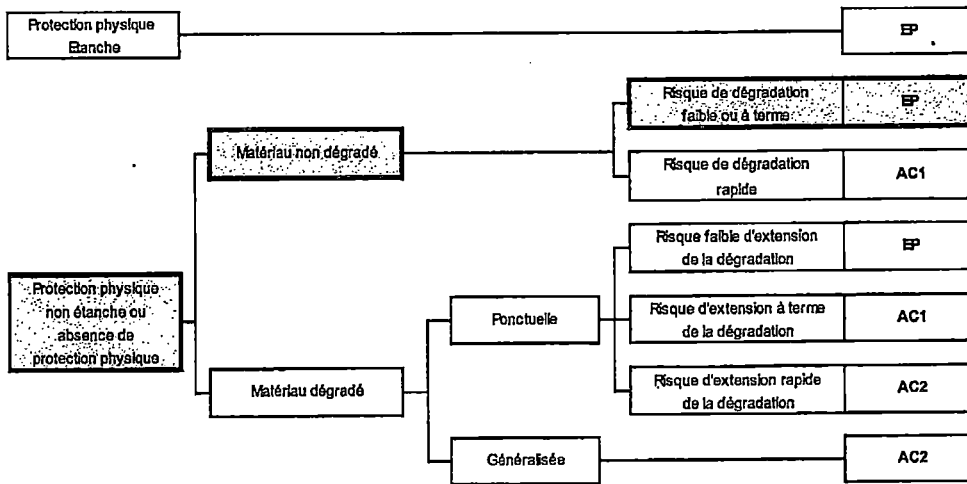 Protection physique
Etanche
EP
Risque de dégradation
faible ou à terme
EP
Matériau non dégradé
Risque de dégradation
rapide
AC1
Risque faible d'extension
de la dégradation
EP
Protection physique
non étanche ou
absence de
protection physique
Ponctuelle
Risque d'extension à terme
de la dégradation
AC1
Matériau dégradé
Risque d'extension rapide
de la dégradation
AC2
Généralisée
AC2